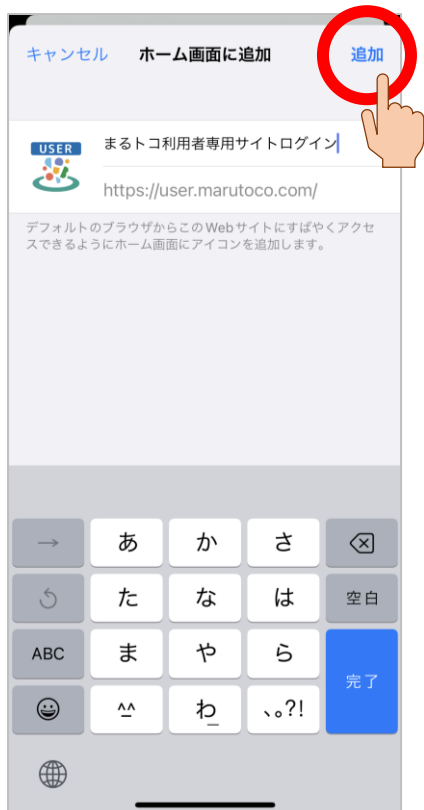 キャンセル ホーム画面に追加 追加
USER
まるトコ利用者専用サイトログイン
https://user.marutoco.com/
デフォルトのブラウザからこのWebサイトにすばやくアクセ
スできるようにホーム画面にアイコンを追加します。
→ あ か さ
た な は 空白
ABC ま や ら
完了
^_^ わ_ 、。?!